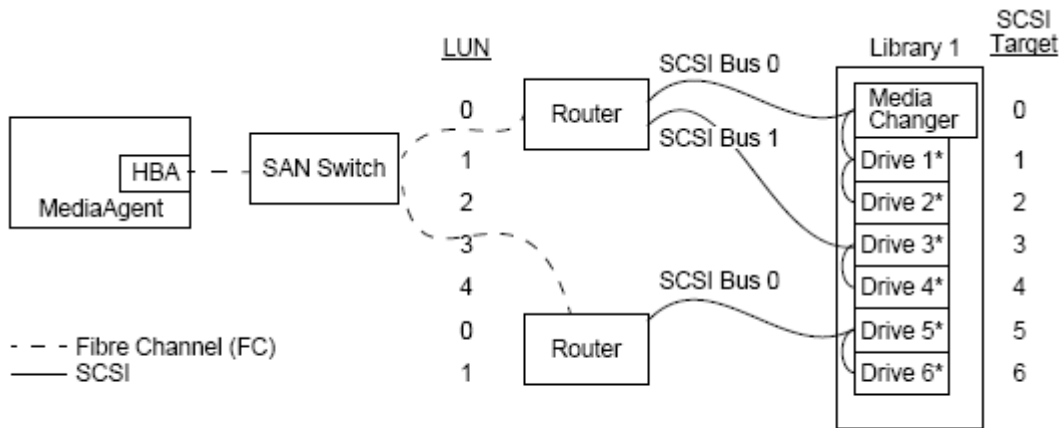 SCSI
Target
LUN
Library 1
SCSI Bus 0
Media
Changer
0
0
Router
SCSI Bus 1
HBA
MediaAgent
SAN Switch
1
Drive 1*
1
2
Drive 2*
2
3
Drive 3*
3
4
SCSI Bus 0
Drive 4*
4
0
Router
Drive 5*
5
1
Drive 6*
6
Fibre Channel (FC)
SCSI